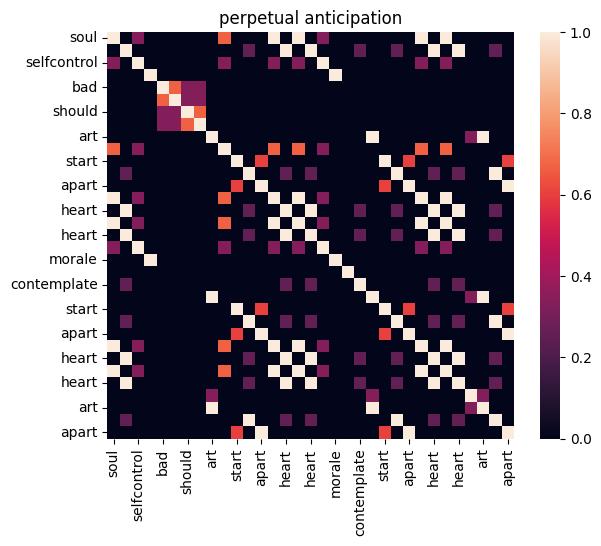 perpetual anticipation
soul
selfcontrol
bad
should
art
start
apart
heart
heart
morale
contemplate
start
apart
heart
heart
art
apart
1.0
0.8
0.6
0.4
0.2
0.0
soul
selfcontrol
bad
should
art
start
apart
heart
heart
morale
contemplate
start
apart
heart
heart
art
apart